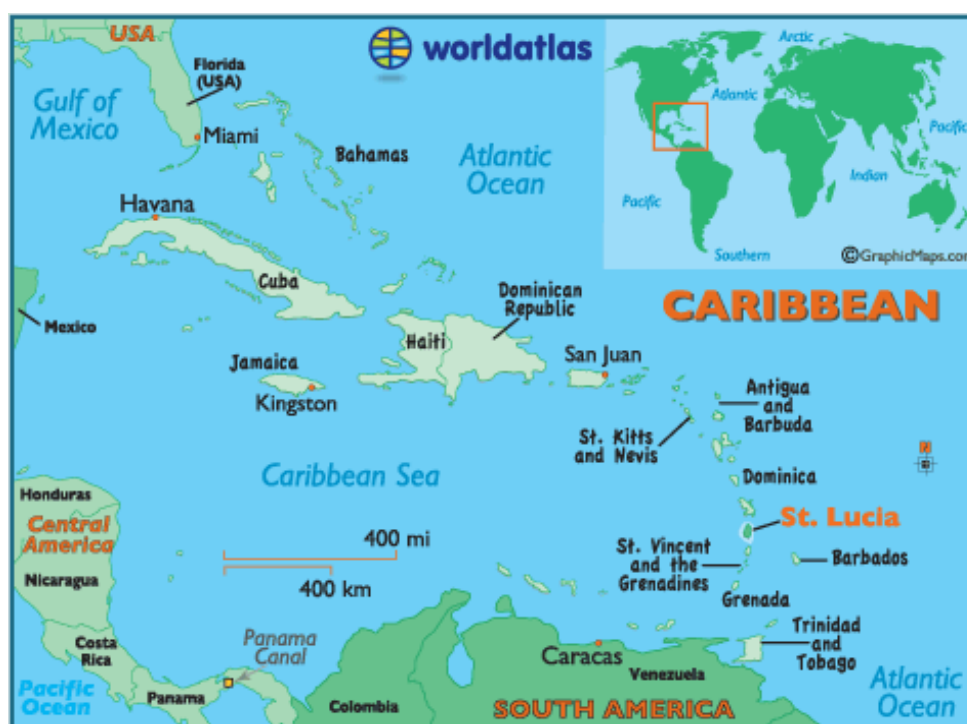 USA
worldatlas
Florida
(USA)
Gulf of
Mexico
Miami
Bahamas
Atlantic
Ocean
Arctic
Atlantic
Pacific
Indian
Pacific
Southern
©GraphicMaps.com
Havana
Cuba
Mexico
CARIBBEAN
Dominican
Republic
Haiti
San Juan
Jamaica
Kingston
Antigua
and
Barbuda
St. Kitts
and Nevis
N
Caribbean Sea
Dominica
Honduras
Central
America
St. Lucia
400 mi
400 km
St. Vincent
and the
Grenadines
Barbados
Nicaragua
Grenada
Costa
Rica
Panama
Canal
Trinidad
and
Tobago
Caracas
Venezuela
Pacific
Ocean
Panama
Colombia
SOUTH AMERICA
Atlantic
Ocean